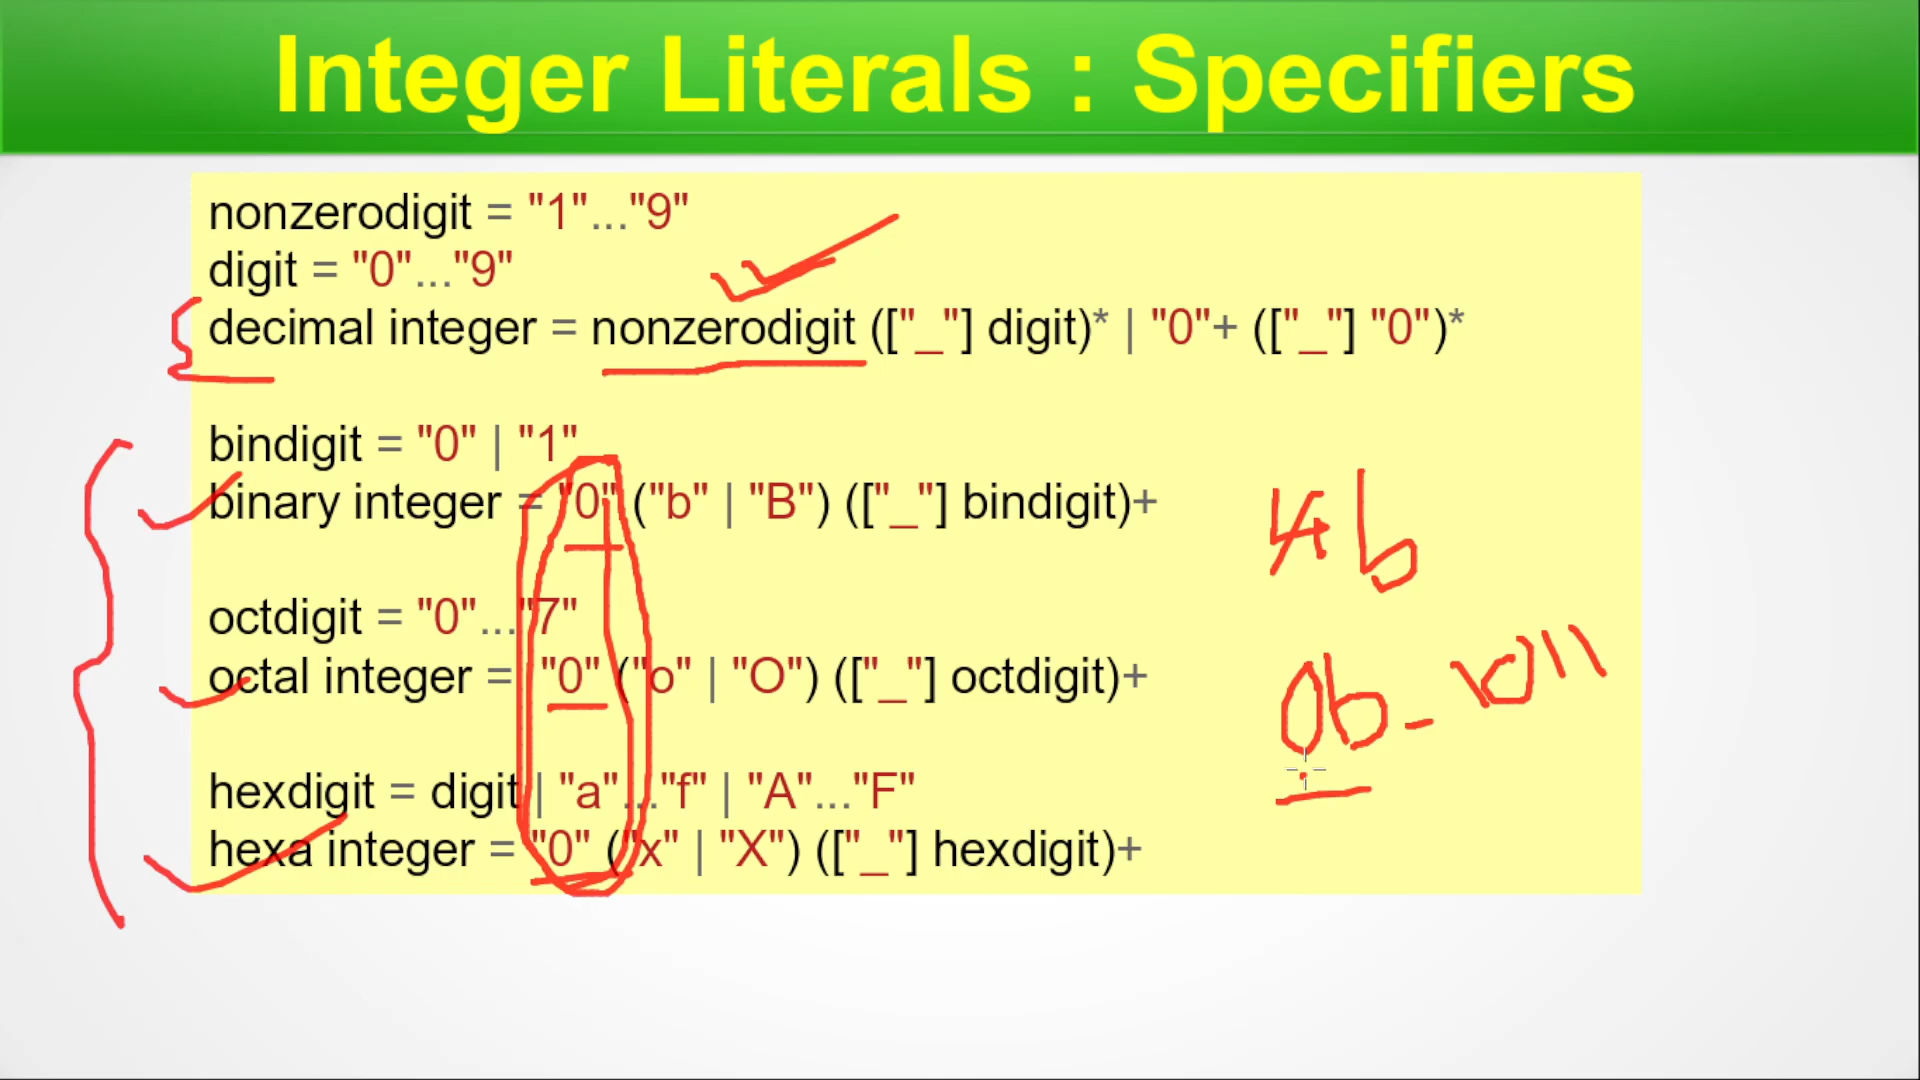 Integer Literals : Specifiers
nonzerodigit = "1"..."9"
digit = "0"..."9"
decimal integer = nonzerodigit (["_"] digit)* | "0"+ (["_"] "0")*
bindigit = "0" | "1"
binary integer = "0" ("b" | "B") (["_"] bindigit)+
b
octdigit = "0"..."7"
octal integer = "0" ("o" | "O") (["_"] octdigit)+
0b_1011
hexdigit = digit | "a"..."f" | "A"..."F"
hexa integer = "0" ("x" | "X") (["_"] hexdigit)+